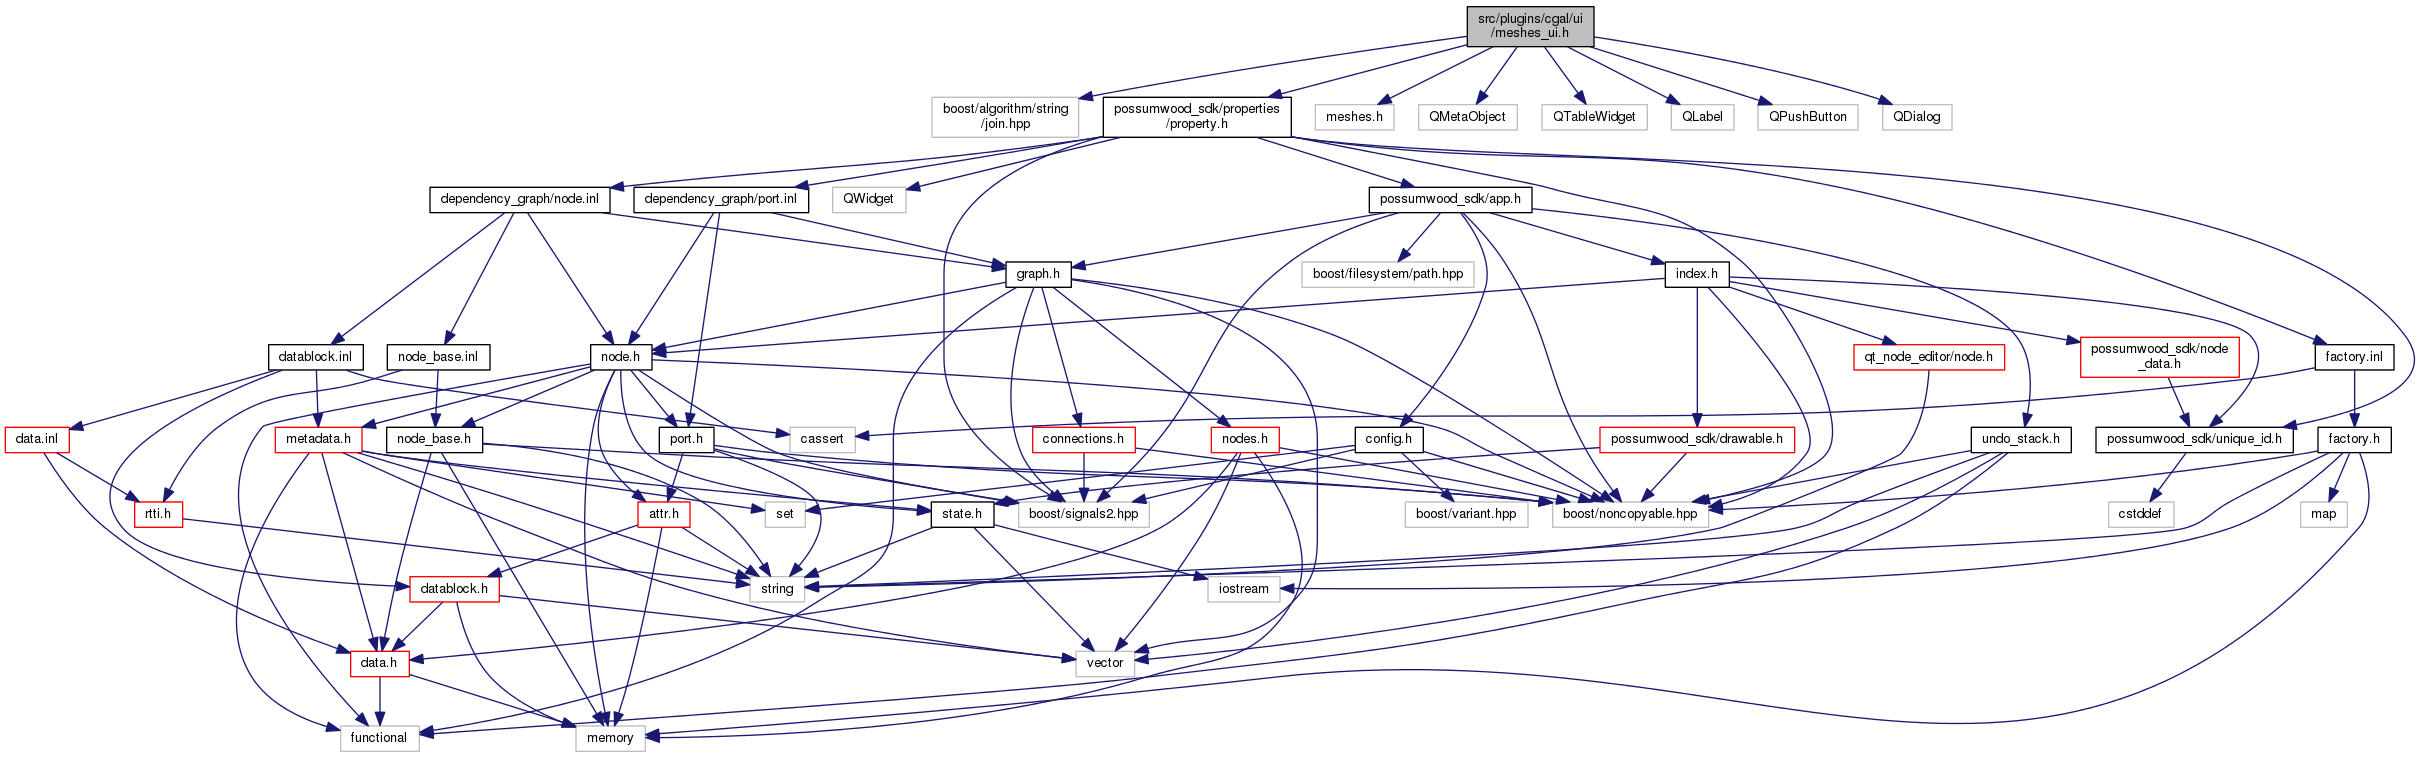 src/plugins/cgal/ui
/meshes_ui.h
boost/algorithm/string
/join.hpp
possumwood_sdk/properties
/property.h
meshes.h
QMetaObject
QTableWidget
QLabel
QPushButton
QDialog
dependency_graph/node.inl
dependency_graph/port.inl
QWidget
possumwood_sdk/app.h
graph.h
boost/filesystem/path.hpp
index.h
datablock.inl
node_base.inl
node.h
qt_node_editor/node.h
possumwood_sdk/node
_data.h
factory.inl
data.inl
metadata.h
node_base.h
port.h
cassert
connections.h
nodes.h
config.h
possumwood_sdk/drawable.h
undo_stack.h
possumwood_sdk/unique_id.h
factory.h
rtti.h
attr.h
set
state.h
boost/signals2.hpp
boost/variant.hpp
boost/noncopyable.hpp
cstddef
map
datablock.h
string
iostream
data.h
vector
functional
memory